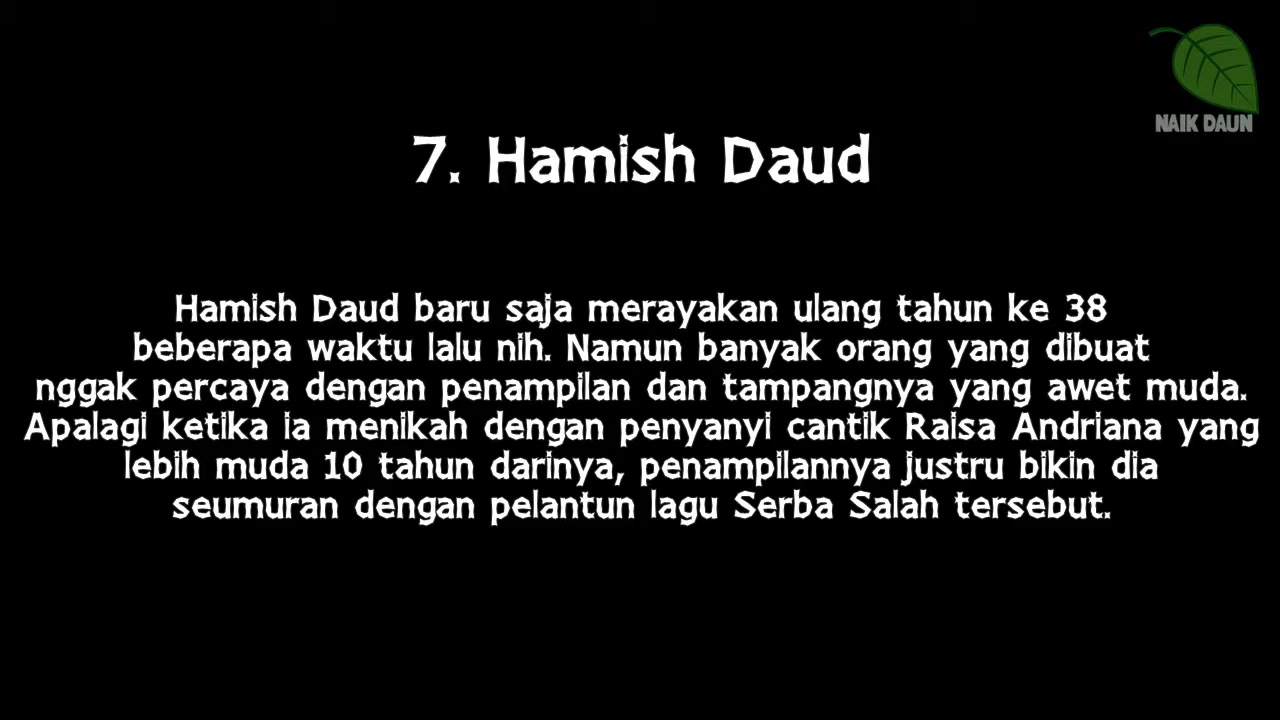 NAIK DAUN
7. Hamish Daud
Hamish Daud baru saja merayakan ulang tahun ke 38
beberapa waktu lalu nih. Namun banyak orang yang dibuat
nggak percaya dengan penampilan dan tampangnya yang awet muda.
Apalagi ketika ia menikah dengan penyanyi cantik Raisa Andriana yang
lebih muda 10 tahun darinya, penampilannya justru bikin dia
seumuran dengan pelantun lagu Serba Salah tersebut.